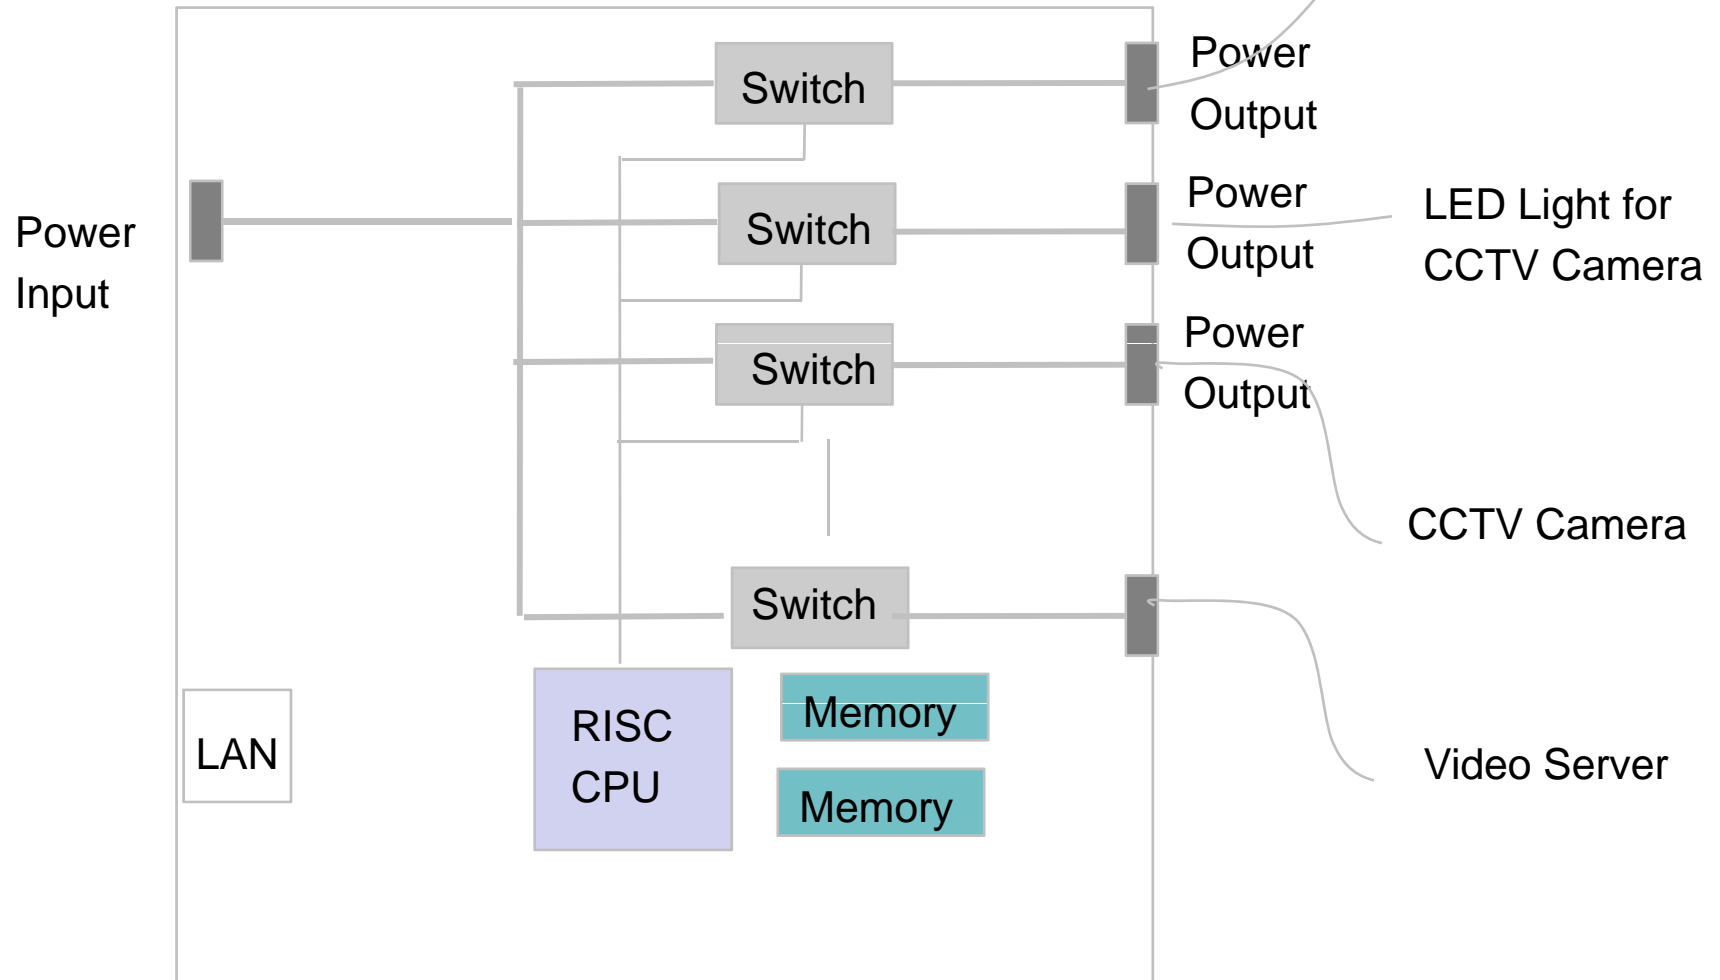 Power
Output
Switch
Power
Output
LED Light for
CCTV Camera
Switch
Power
Input
Power
Output
Switch
CCTV Camera
Switch
LAN
RISC
CPU
Memory
Memory
Video Server